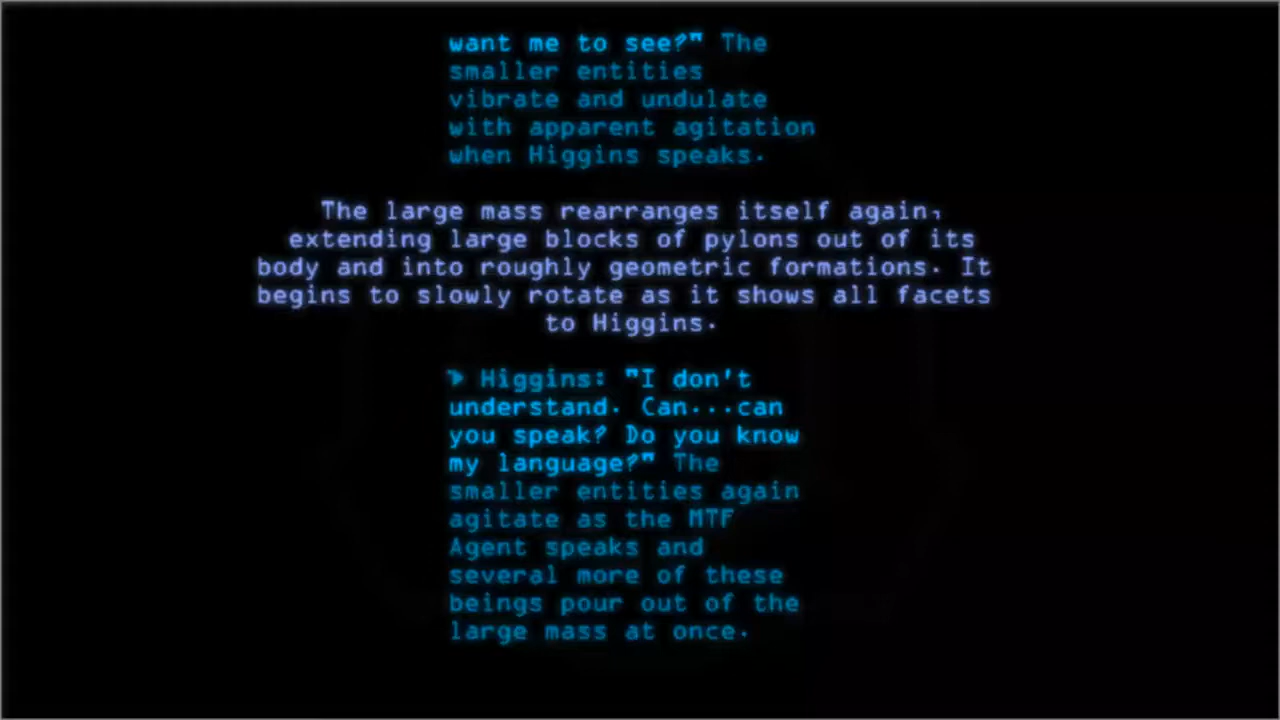 want me to see?" The
smaller entities
vibrate and undulate
with apparent agitation
when Higgins speaks.
The large mass rearranges itself again,
extending large blocks of pylons out of its
body and into roughly geometric formations. It
begins to slowly rotate as it shows all facets
to Higgins.
> Higgins: "I don't
understand. Can...can
you speak? Do you know
my language?" The
smaller entities again
agitate as the MTF
Agent speaks and
several more of these
beings pour out of the
large mass at once.